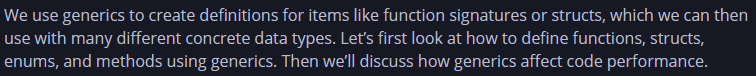 We use generics to create definitions for items like function signatures or structs, which we can then
use with many different concrete data types. Let’s first look at how to define functions, structs,
enums, and methods using generics. Then we’ll discuss how generics affect code performance.